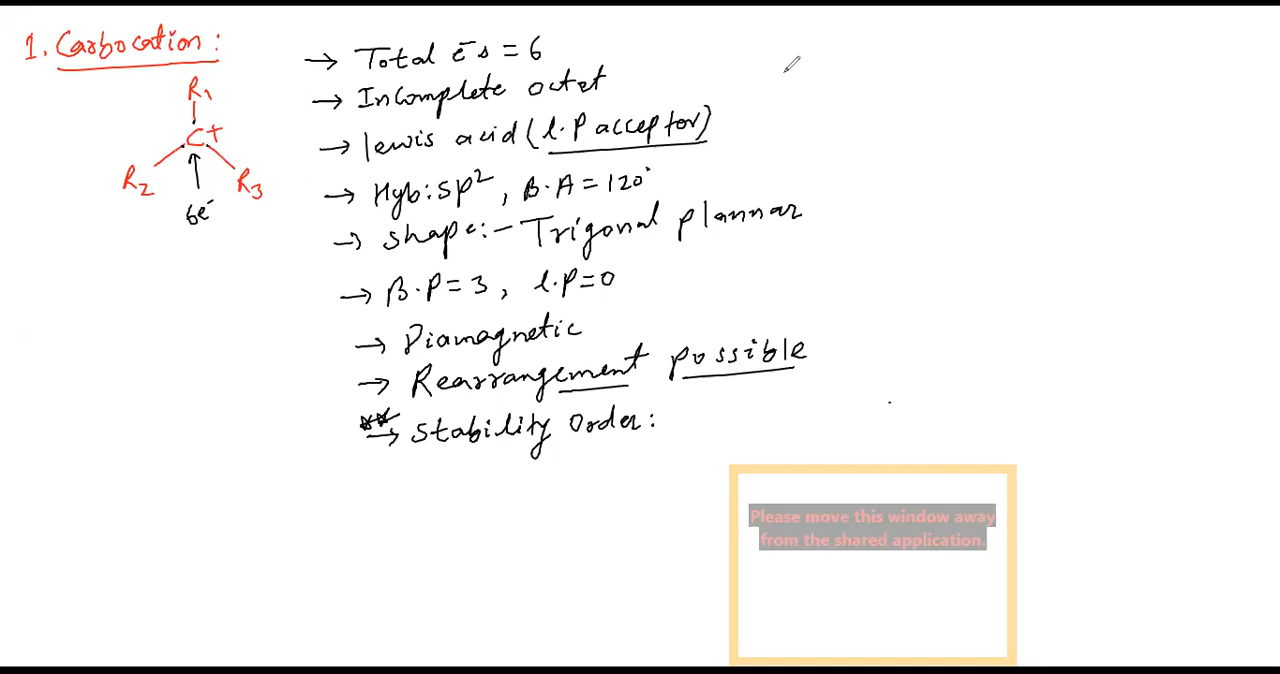 1. Carbocation:
R₁
C+
R₂
R₃
6e⁻
→ Total e⁻s = 6
→ Incomplete octet
→ lewis acid (l.P acceptor)
→ Hyb: sp², B.A = 120°
→ shape:- Trigonal plannar
→ B.P = 3, l.P = 0
→ Diamagnetic
→ Rearrangement possible
** → Stability Order:
Please move this window away
from the shared application.